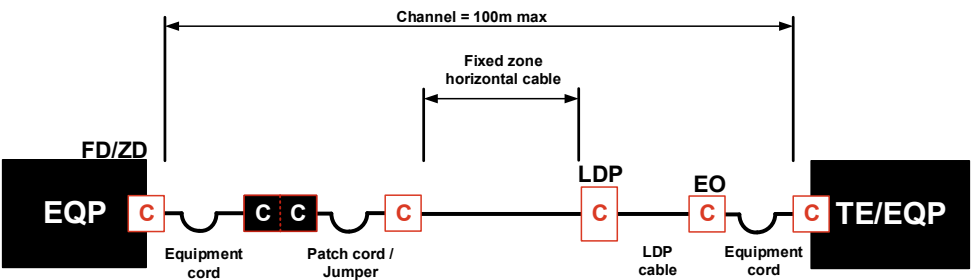 Channel = 100m max
Fixed zone
horizontal cable
FD/ZD
LDP
EO
EQP
C
C C
C
C
C
C
TE/EQP
Equipment
cord
Patch cord /
Jumper
LDP
cable
Equipment
cord